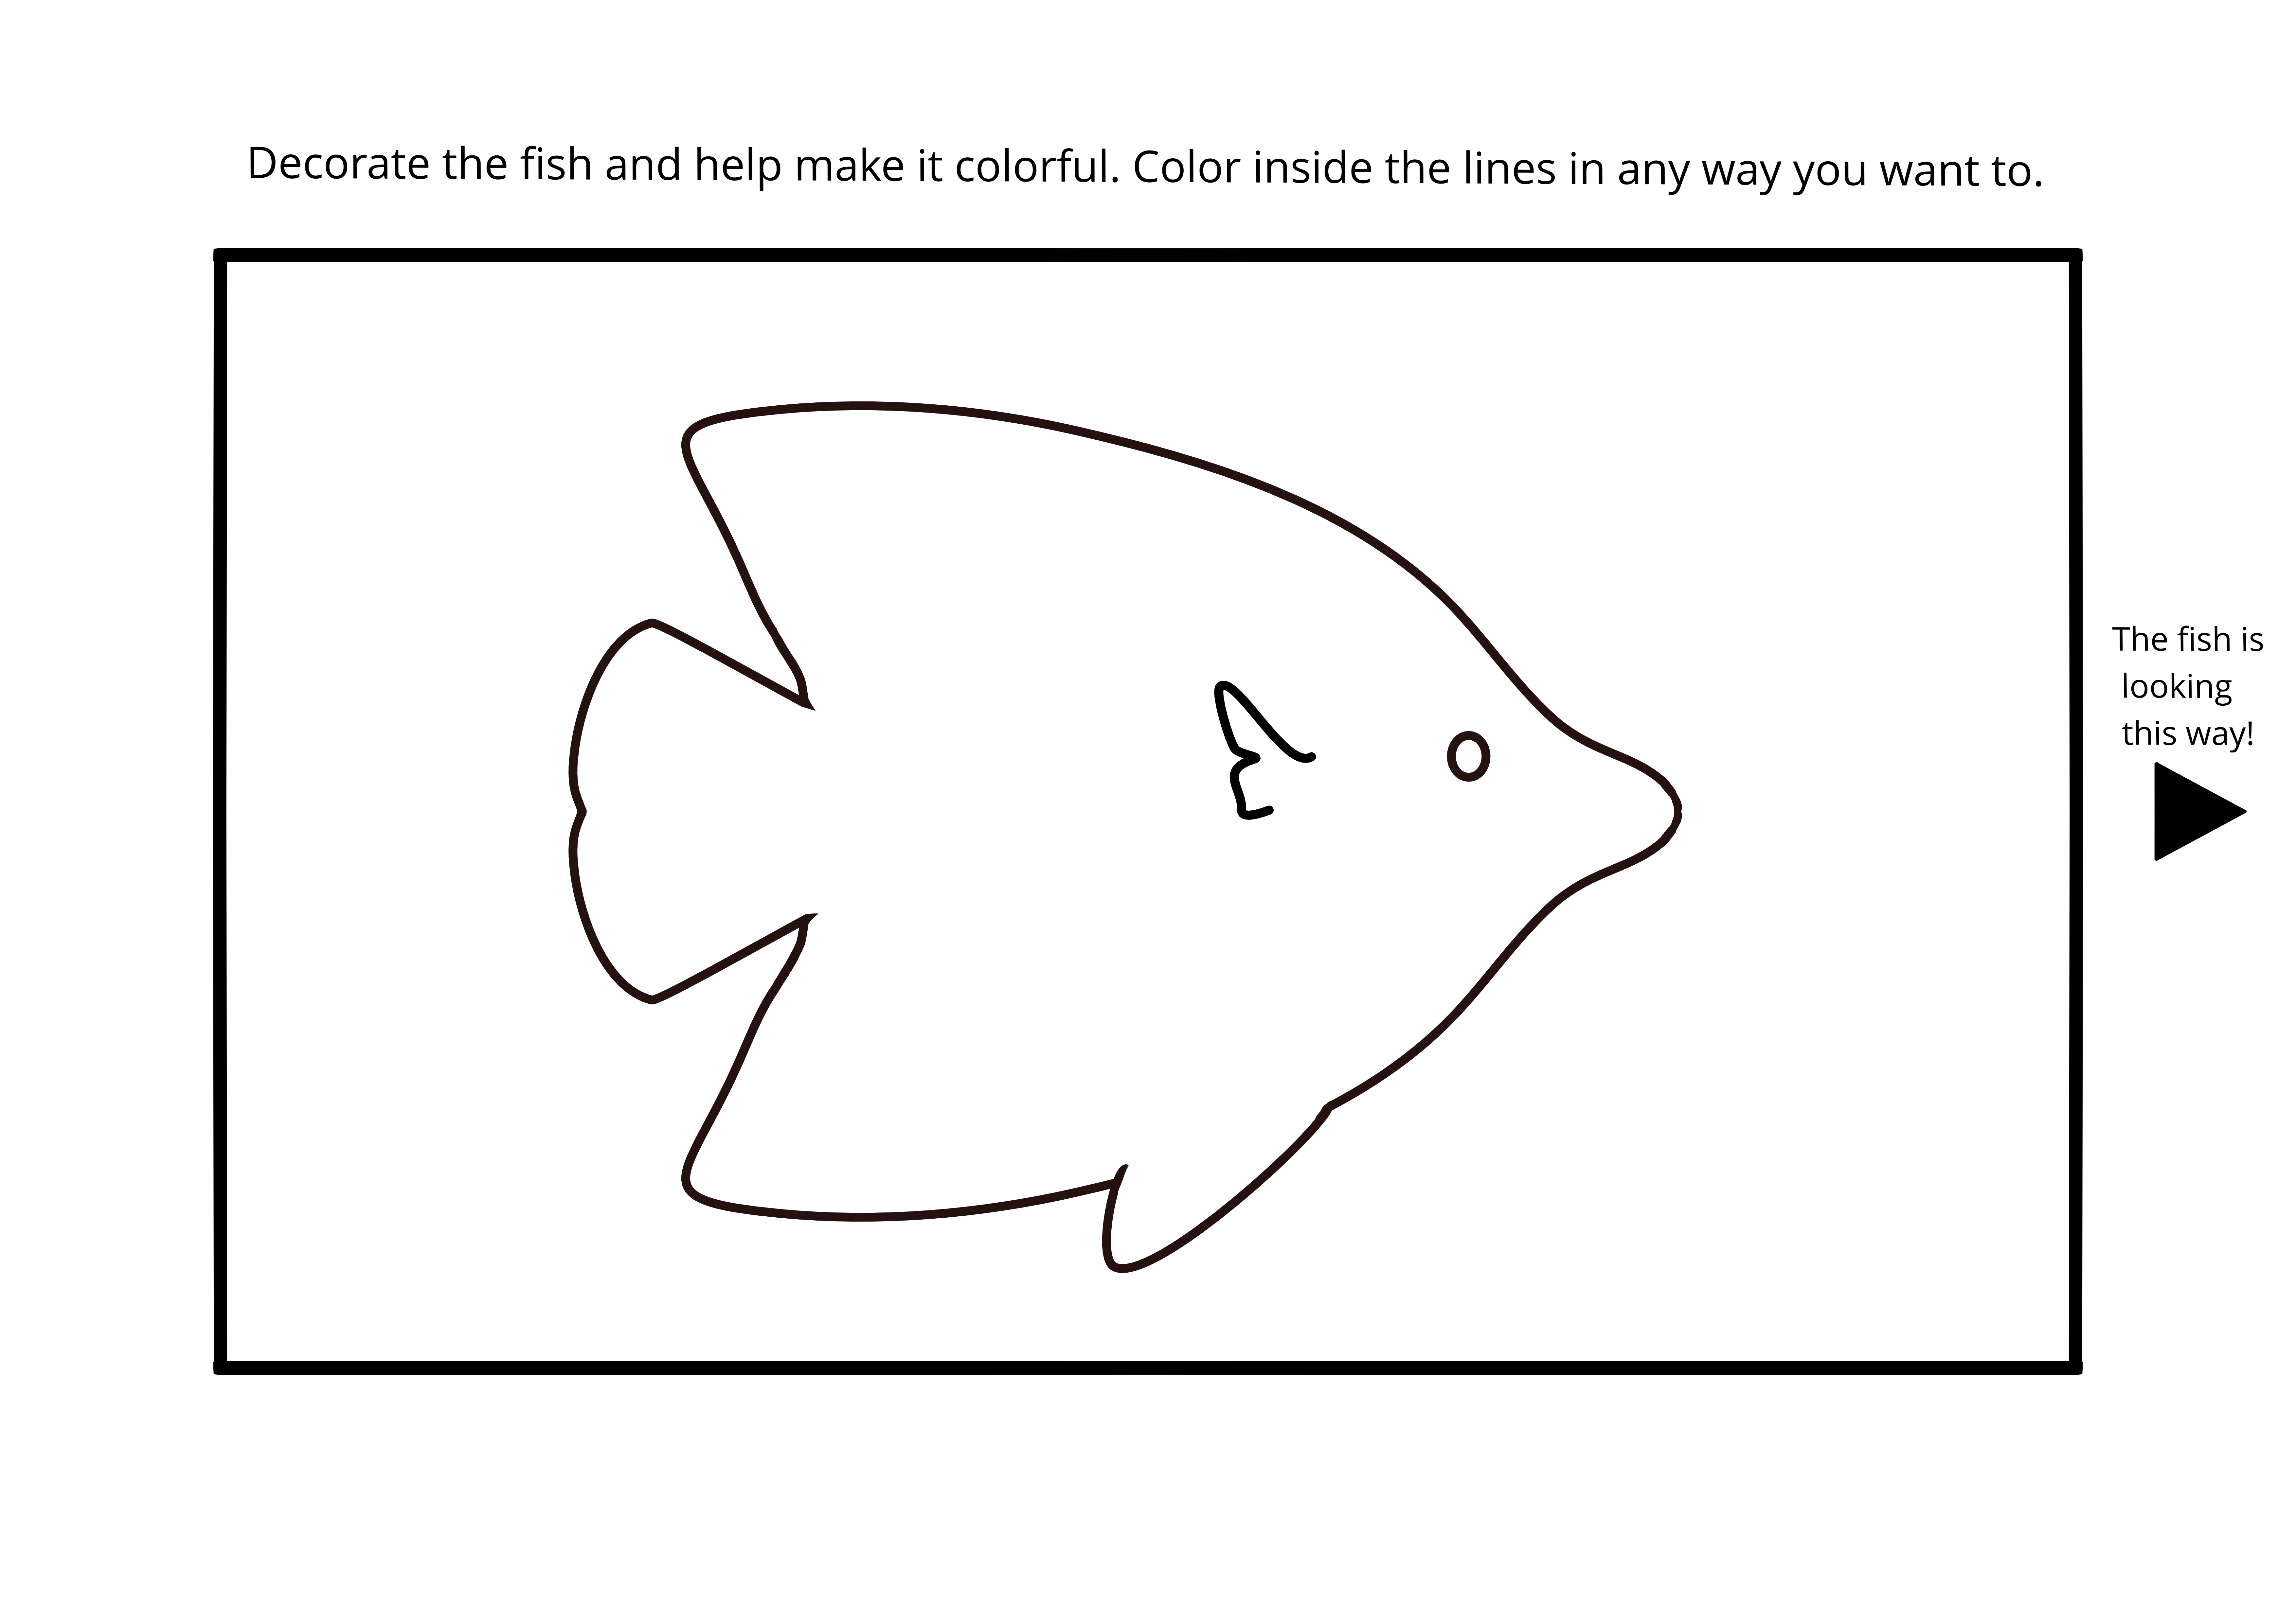 Decorate the fish and help make it colorful. Color inside the lines in any way you want to.
The fish is
looking
this way!